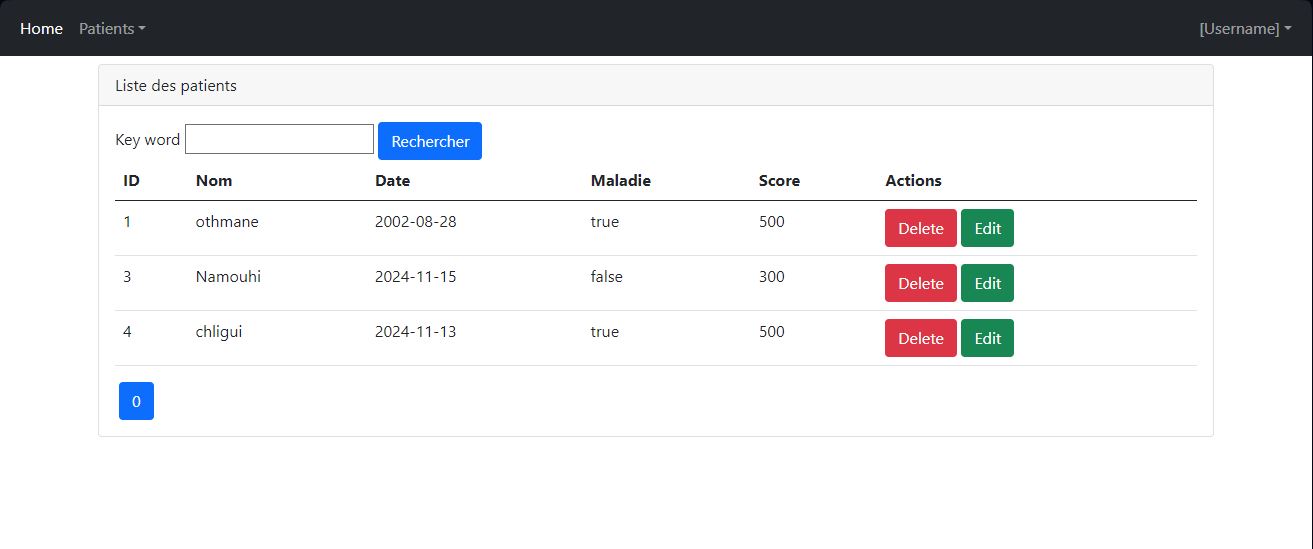 Home Patients [Username]
Liste des patients
Key word Rechercher
ID Nom Date Maladie Score Actions
1 othmane 2002-08-28 true 500 Delete Edit
3 Namouhi 2024-11-15 false 300 Delete Edit
4 chligui 2024-11-13 true 500 Delete Edit
0